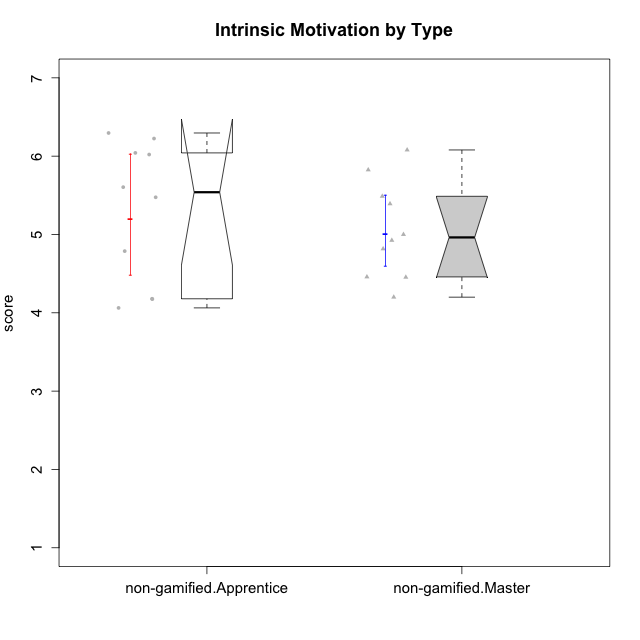 Intrinsic Motivation by Type
score
7
6
5
4
3
2
1
non-gamified.Apprentice
non-gamified.Master